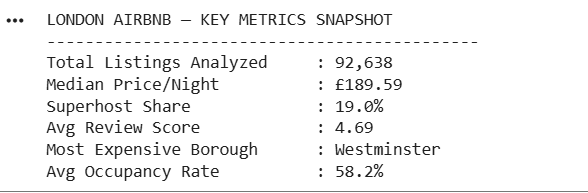 ••• LONDON AIRBNB — KEY METRICS SNAPSHOT
---------------------------------------------
Total Listings Analyzed : 92,638
Median Price/Night : £189.59
Superhost Share : 19.0%
Avg Review Score : 4.69
Most Expensive Borough : Westminster
Avg Occupancy Rate : 58.2%